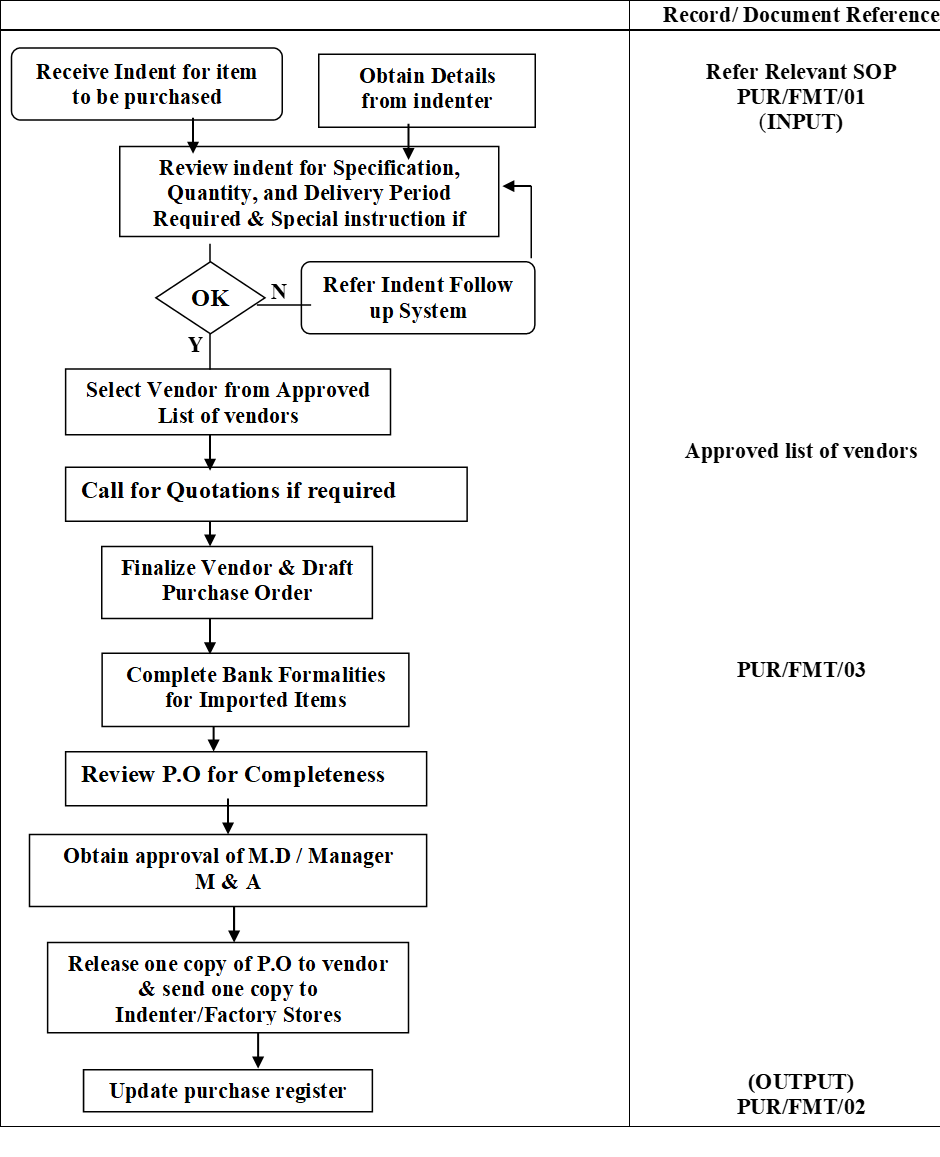 Record/ Document Reference
Receive Indent for item
to be purchased
Obtain Details
from indenter
Refer Relevant SOP
PUR/FMT/01
(INPUT)
Review indent for Specification,
Quantity, and Delivery Period
Required & Special instruction if
OK
N
Refer Indent Follow
up System
Y
Select Vendor from Approved
List of vendors
Approved list of vendors
Call for Quotations if required
Finalize Vendor & Draft
Purchase Order
Complete Bank Formalities
for Imported Items
PUR/FMT/03
Review P.O for Completeness
Obtain approval of M.D / Manager
M & A
Release one copy of P.O to vendor
& send one copy to
Indenter/Factory Stores
Update purchase register
(OUTPUT)
PUR/FMT/02